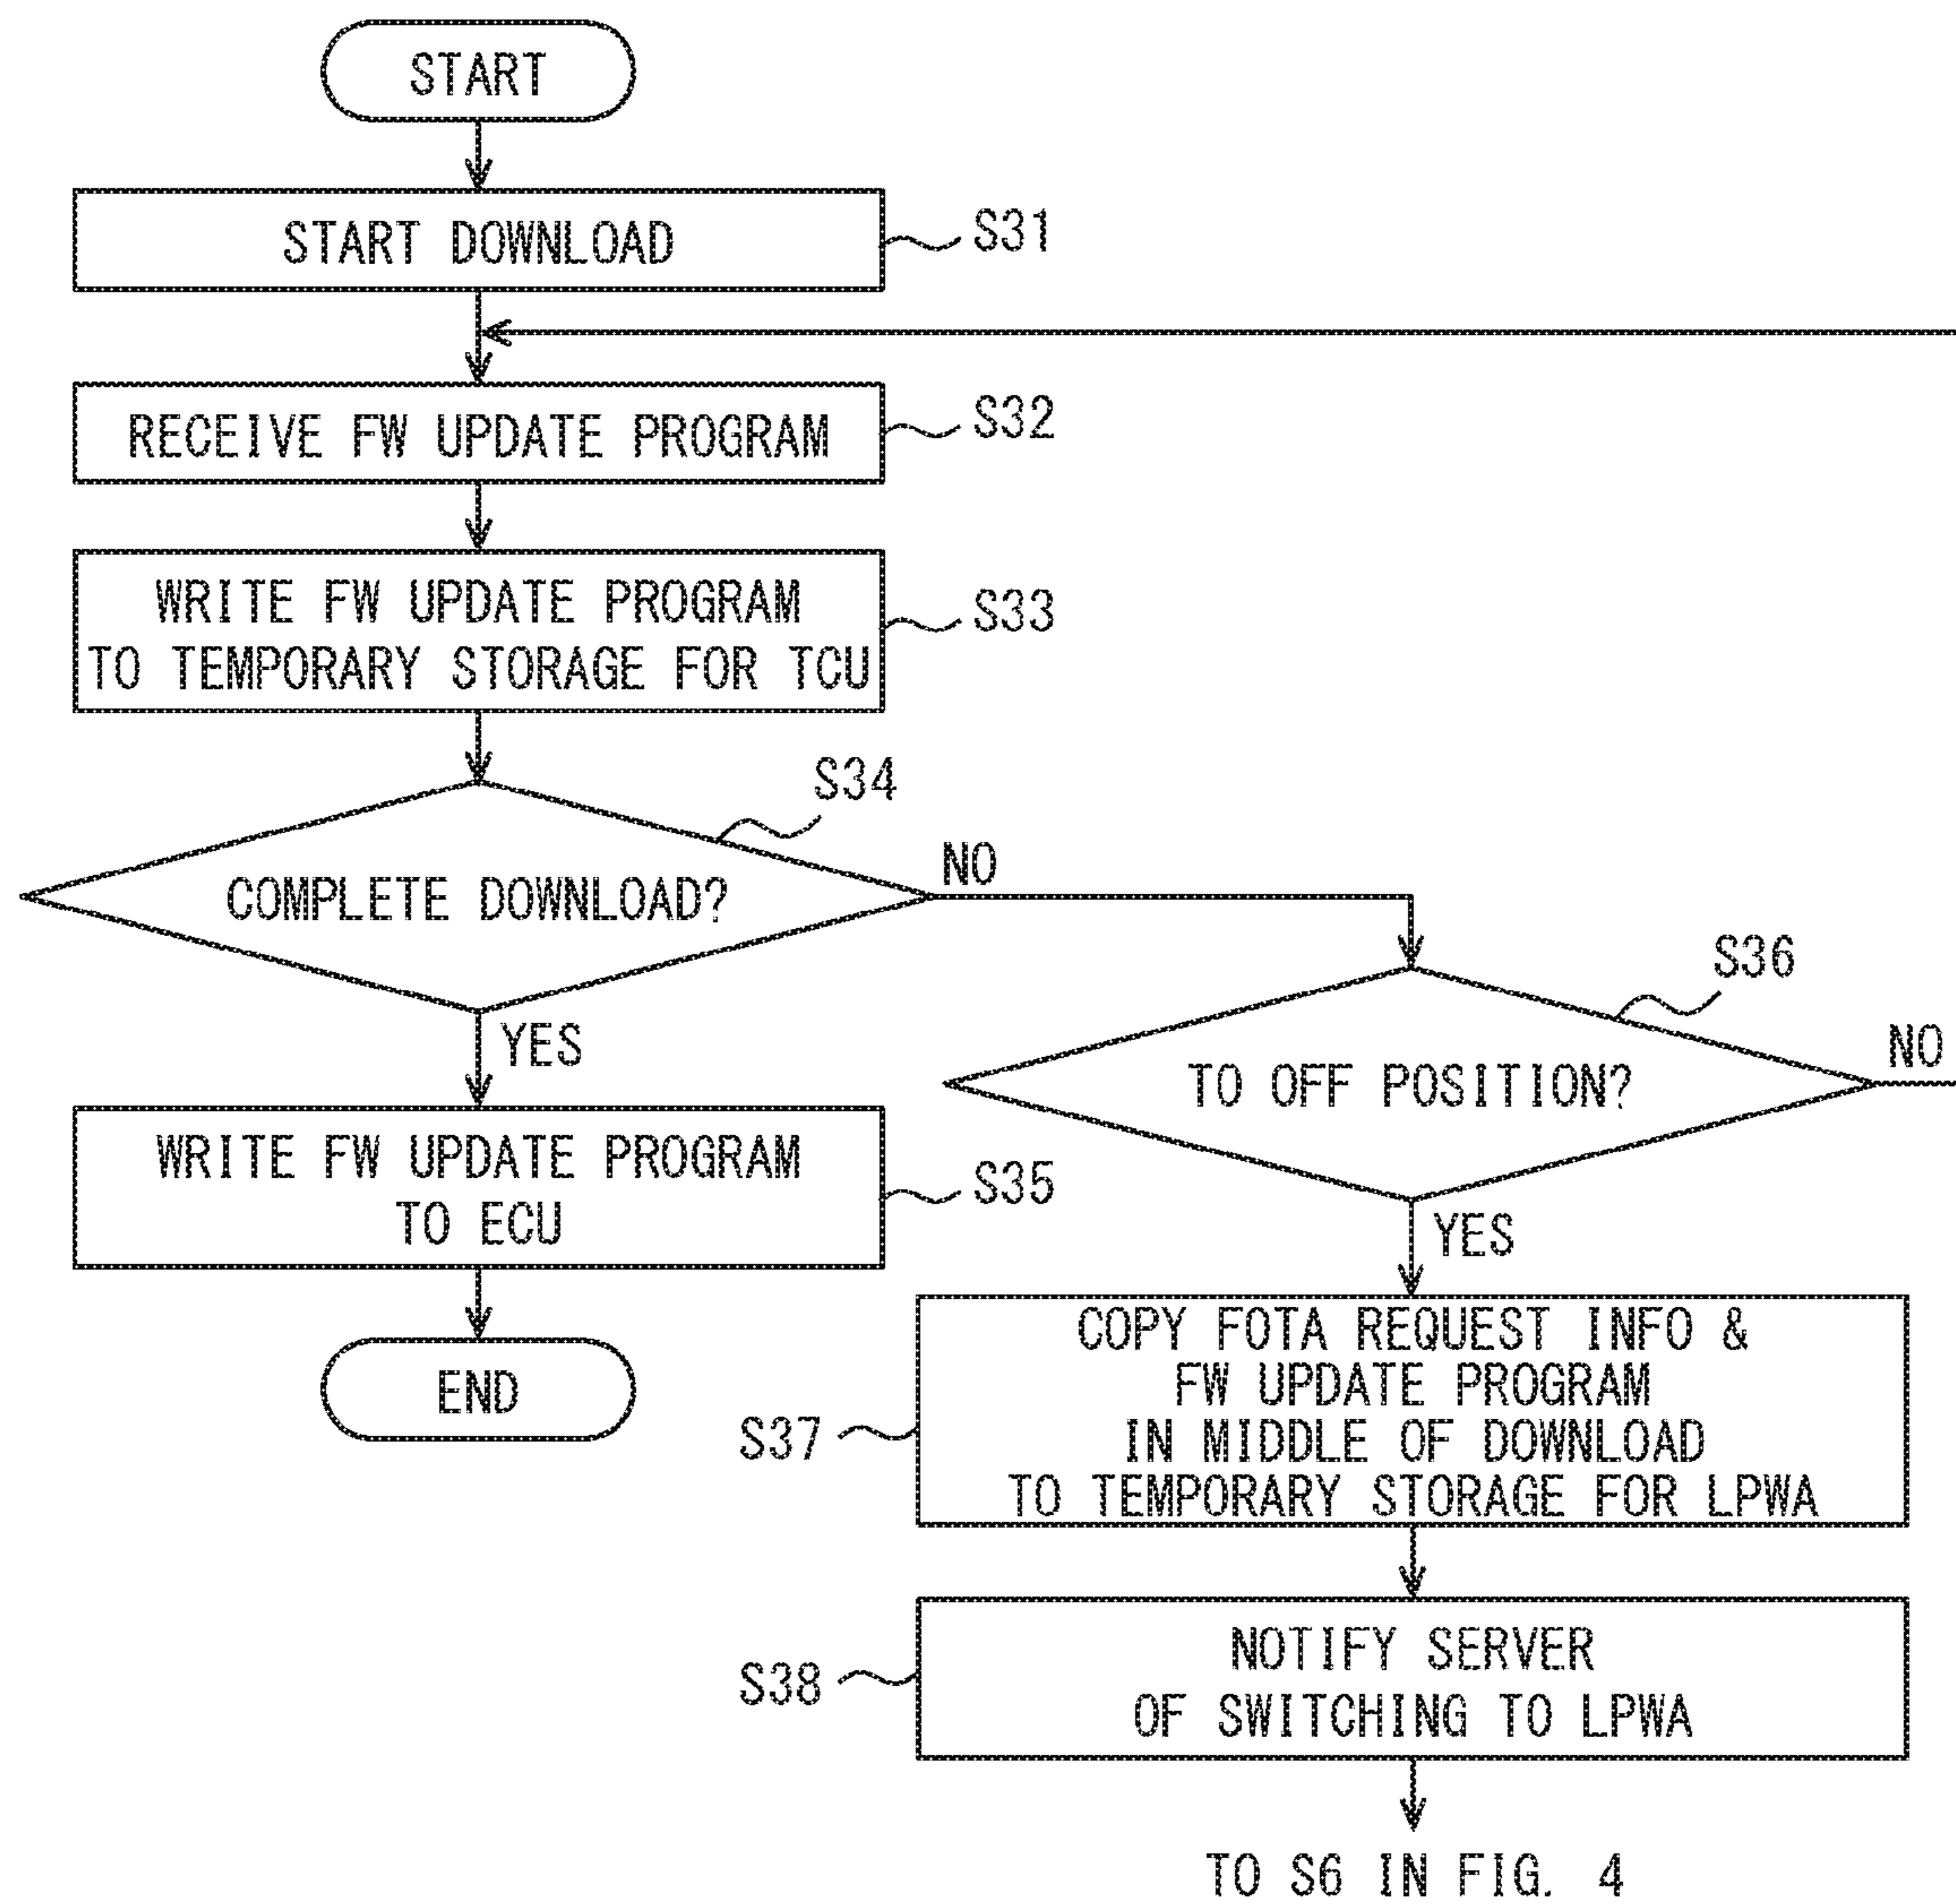 START
START DOWNLOAD
S31
RECEIVE FW UPDATE PROGRAM
S32
WRITE FW UPDATE PROGRAM
TO TEMPORARY STORAGE FOR TCU
S33
S34
COMPLETE DOWNLOAD?
NO
YES
WRITE FW UPDATE PROGRAM
TO ECU
S35
END
S36
TO OFF POSITION?
NO
YES
COPY FOTA REQUEST INFO &
FW UPDATE PROGRAM
IN MIDDLE OF DOWNLOAD
TO TEMPORARY STORAGE FOR LPWA
S37
NOTIFY SERVER
OF SWITCHING TO LPWA
S38
TO S6 IN FIG. 4